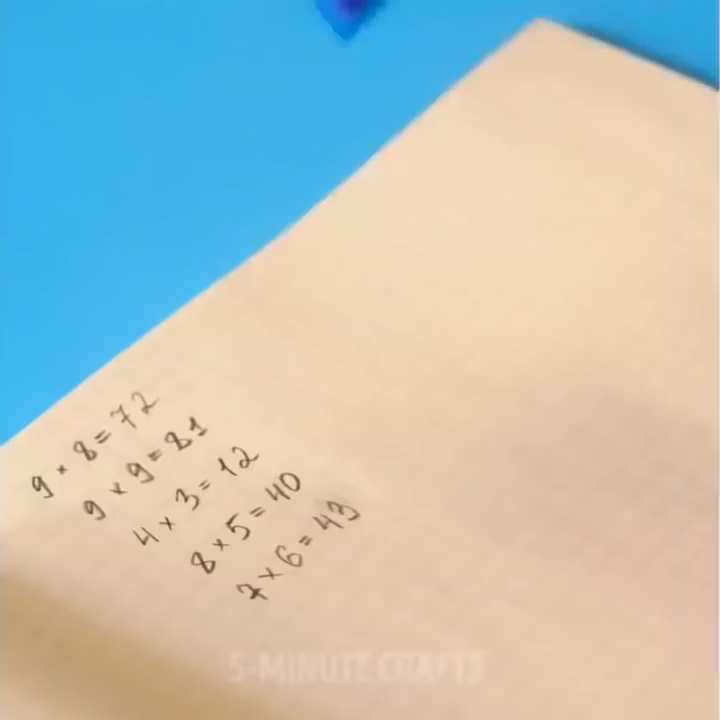 9 × 8 = 72
9 × 9 = 81
4 × 3 = 12
8 × 5 = 40
7 × 6 = 43
5-MINUTE CRAFTS